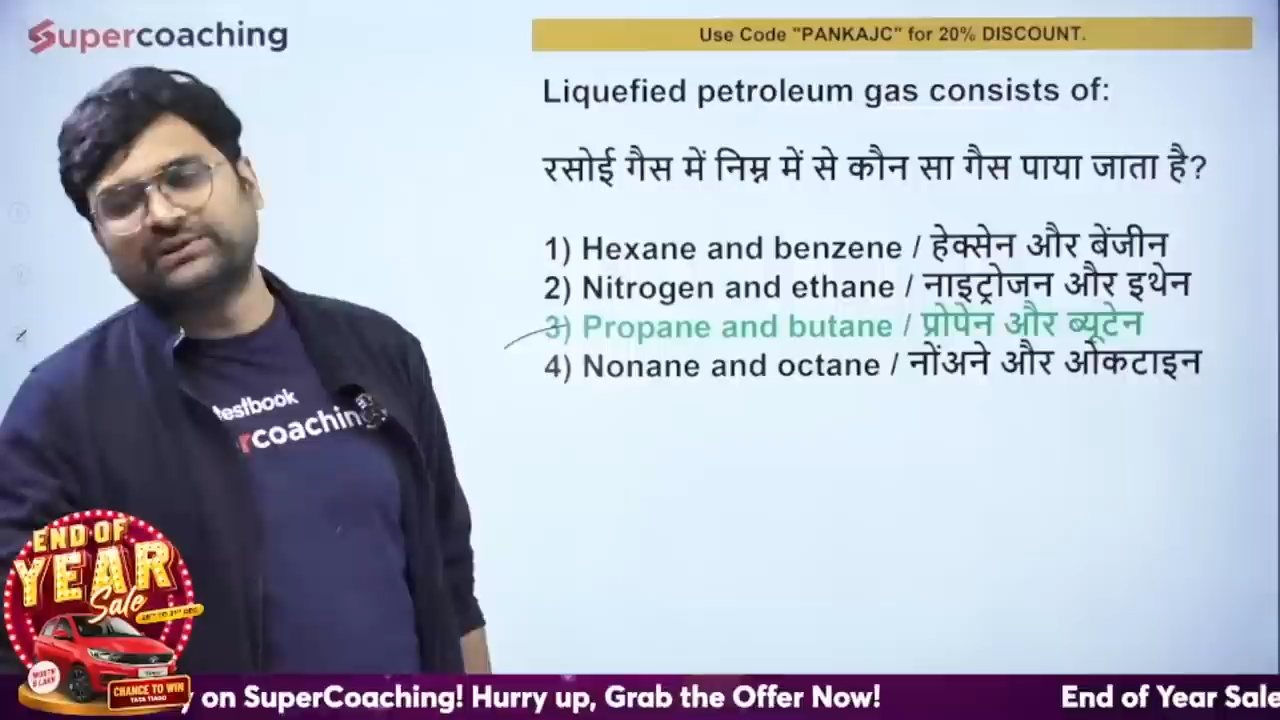 Supercoaching
Use Code "PANKAJC" for 20% DISCOUNT.
Liquefied petroleum gas consists of:
रसोई गैस में निम्न में से कौन सा गैस पाया जाता है?
1) Hexane and benzene / हेक्सेन और बेंजीन
2) Nitrogen and ethane / नाइट्रोजन और इथेन
3) Propane and butane / प्रोपेन और ब्यूटेन
4) Nonane and octane / नोंअने और ओकटाइन
testbook
rcoaching
END OF
YEAR
Sale
CHANCE TO WIN
TATA TIAGO
y on SuperCoaching! Hurry up, Grab the Offer Now!
End of Year Sale